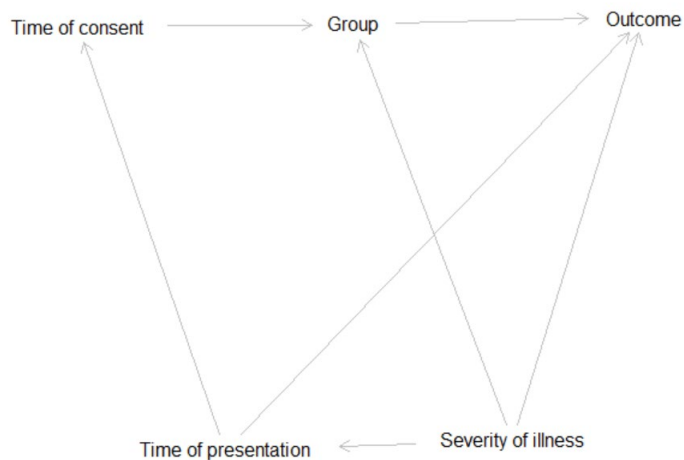 Time of consent
Group
Outcome
Time of presentation
Severity of illness